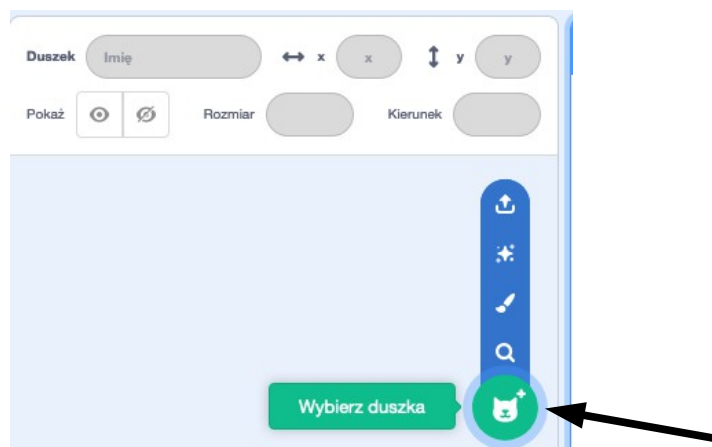 Duszek Imię x x y y
Pokaż Rozmiar Kierunek
Wybierz duszka